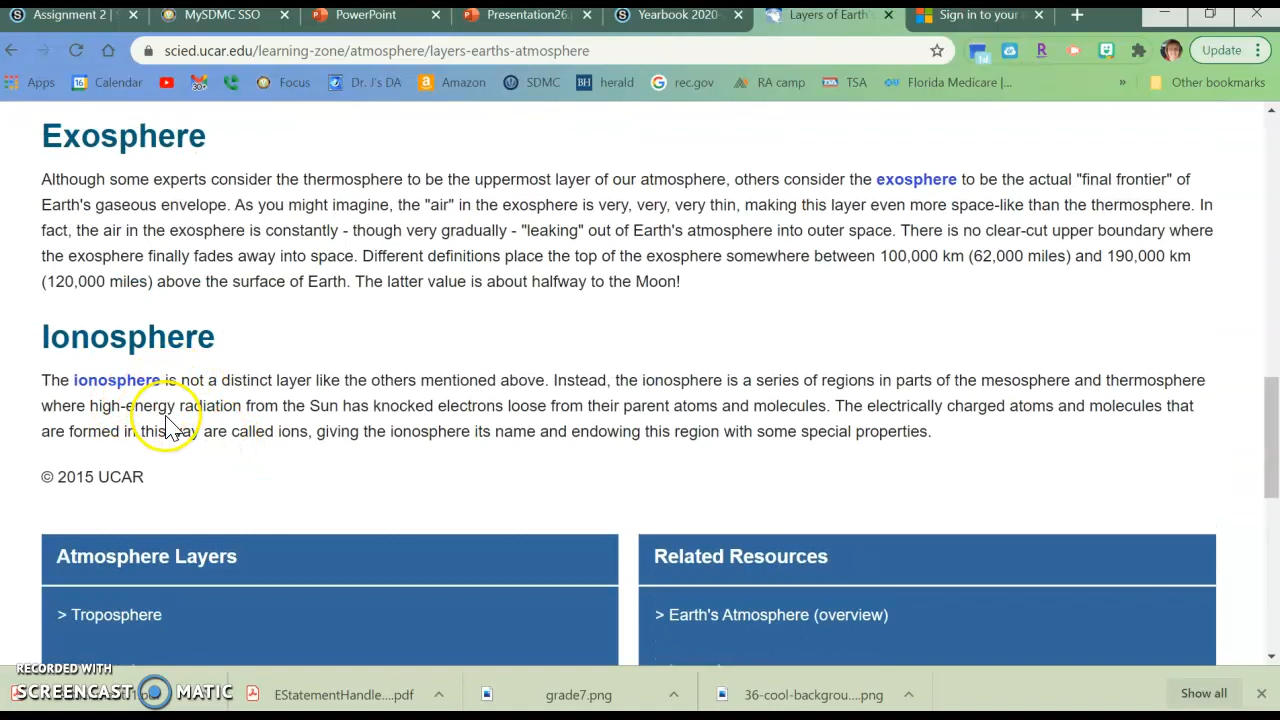 Assignment 2 | S
MySDMC SSO
PowerPoint
Presentation26.
Yearbook 2020-
Layers of Earth's
Sign in to your
scied.ucar.edu/learning-zone/atmosphere/layers-earths-atmosphere
Update
Apps
Calendar
Focus
Dr. J's DA
Amazon
SDMC
herald
rec.gov
RA camp
TSA
Florida Medicare |...
»
Other bookmarks
Exosphere
Although some experts consider the thermosphere to be the uppermost layer of our atmosphere, others consider the exosphere to be the actual "final frontier" of
Earth's gaseous envelope. As you might imagine, the "air" in the exosphere is very, very, very thin, making this layer even more space-like than the thermosphere. In
fact, the air in the exosphere is constantly - though very gradually - "leaking" out of Earth's atmosphere into outer space. There is no clear-cut upper boundary where
the exosphere finally fades away into space. Different definitions place the top of the exosphere somewhere between 100,000 km (62,000 miles) and 190,000 km
(120,000 miles) above the surface of Earth. The latter value is about halfway to the Moon!
Ionosphere
The ionosphere is not a distinct layer like the others mentioned above. Instead, the ionosphere is a series of regions in parts of the mesosphere and thermosphere
where high-energy radiation from the Sun has knocked electrons loose from their parent atoms and molecules. The electrically charged atoms and molecules that
are formed in this way are called ions, giving the ionosphere its name and endowing this region with some special properties.
© 2015 UCAR
Atmosphere Layers
Related Resources
> Troposphere
> Earth's Atmosphere (overview)
RECORDED WITH
SCREENCAST MATIC
EStatementHandle....pdf
grade7.png
36-cool-backgrou....png
Show all